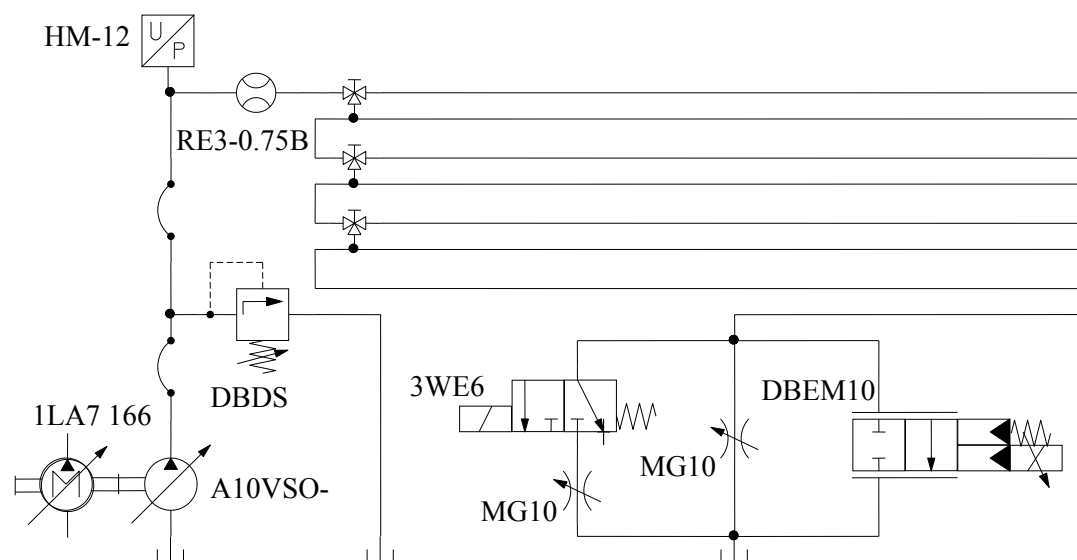 HM-12
U
P
RE3-0.75B
3WE6
DBEM10
DBDS
1LA7 166
MG10
M
A10VSO-
MG10